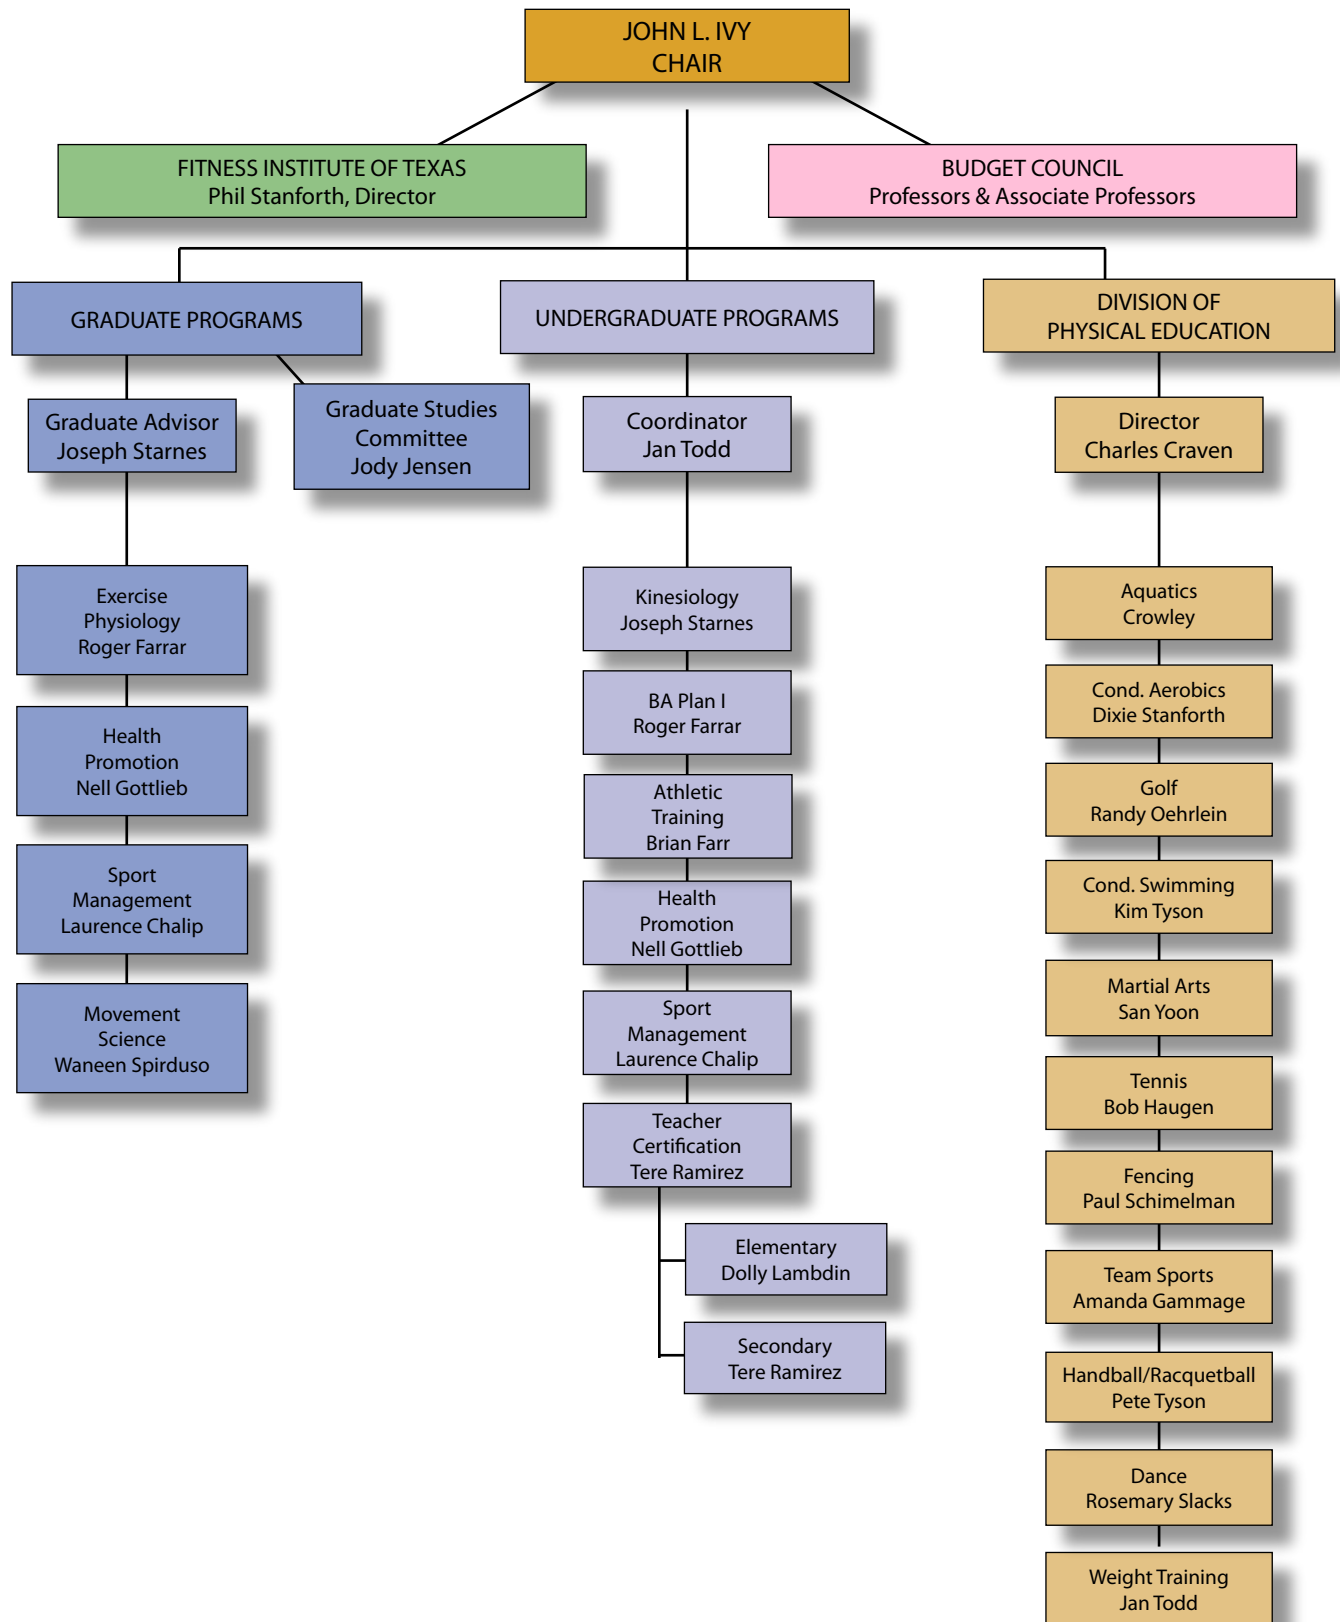 JOHN L. IVY
CHAIR
FITNESS INSTITUTE OF TEXAS
Phil Stanforth, Director
BUDGET COUNCIL
Professors & Associate Professors
GRADUATE PROGRAMS
Graduate Advisor
Joseph Starnes
Graduate Studies
Committee
Jody Jensen
Exercise
Physiology
Roger Farrar
Health
Promotion
Nell Gottlieb
Sport
Management
Laurence Chalip
Movement
Science
Waneen Spirduso
UNDERGRADUATE PROGRAMS
Coordinator
Jan Todd
Kinesiology
Joseph Starnes
BA Plan I
Roger Farrar
Athletic
Training
Brian Farr
Health
Promotion
Nell Gottlieb
Sport
Management
Laurence Chalip
Teacher
Certification
Tere Ramirez
Elementary
Dolly Lambdin
Secondary
Tere Ramirez
DIVISION OF
PHYSICAL EDUCATION
Director
Charles Craven
Aquatics
Crowley
Cond. Aerobics
Dixie Stanforth
Golf
Randy Oehrlein
Cond. Swimming
Kim Tyson
Martial Arts
San Yoon
Tennis
Bob Haugen
Fencing
Paul Schimelman
Team Sports
Amanda Gammage
Handball/Racquetball
Pete Tyson
Dance
Rosemary Slacks
Weight Training
Jan Todd